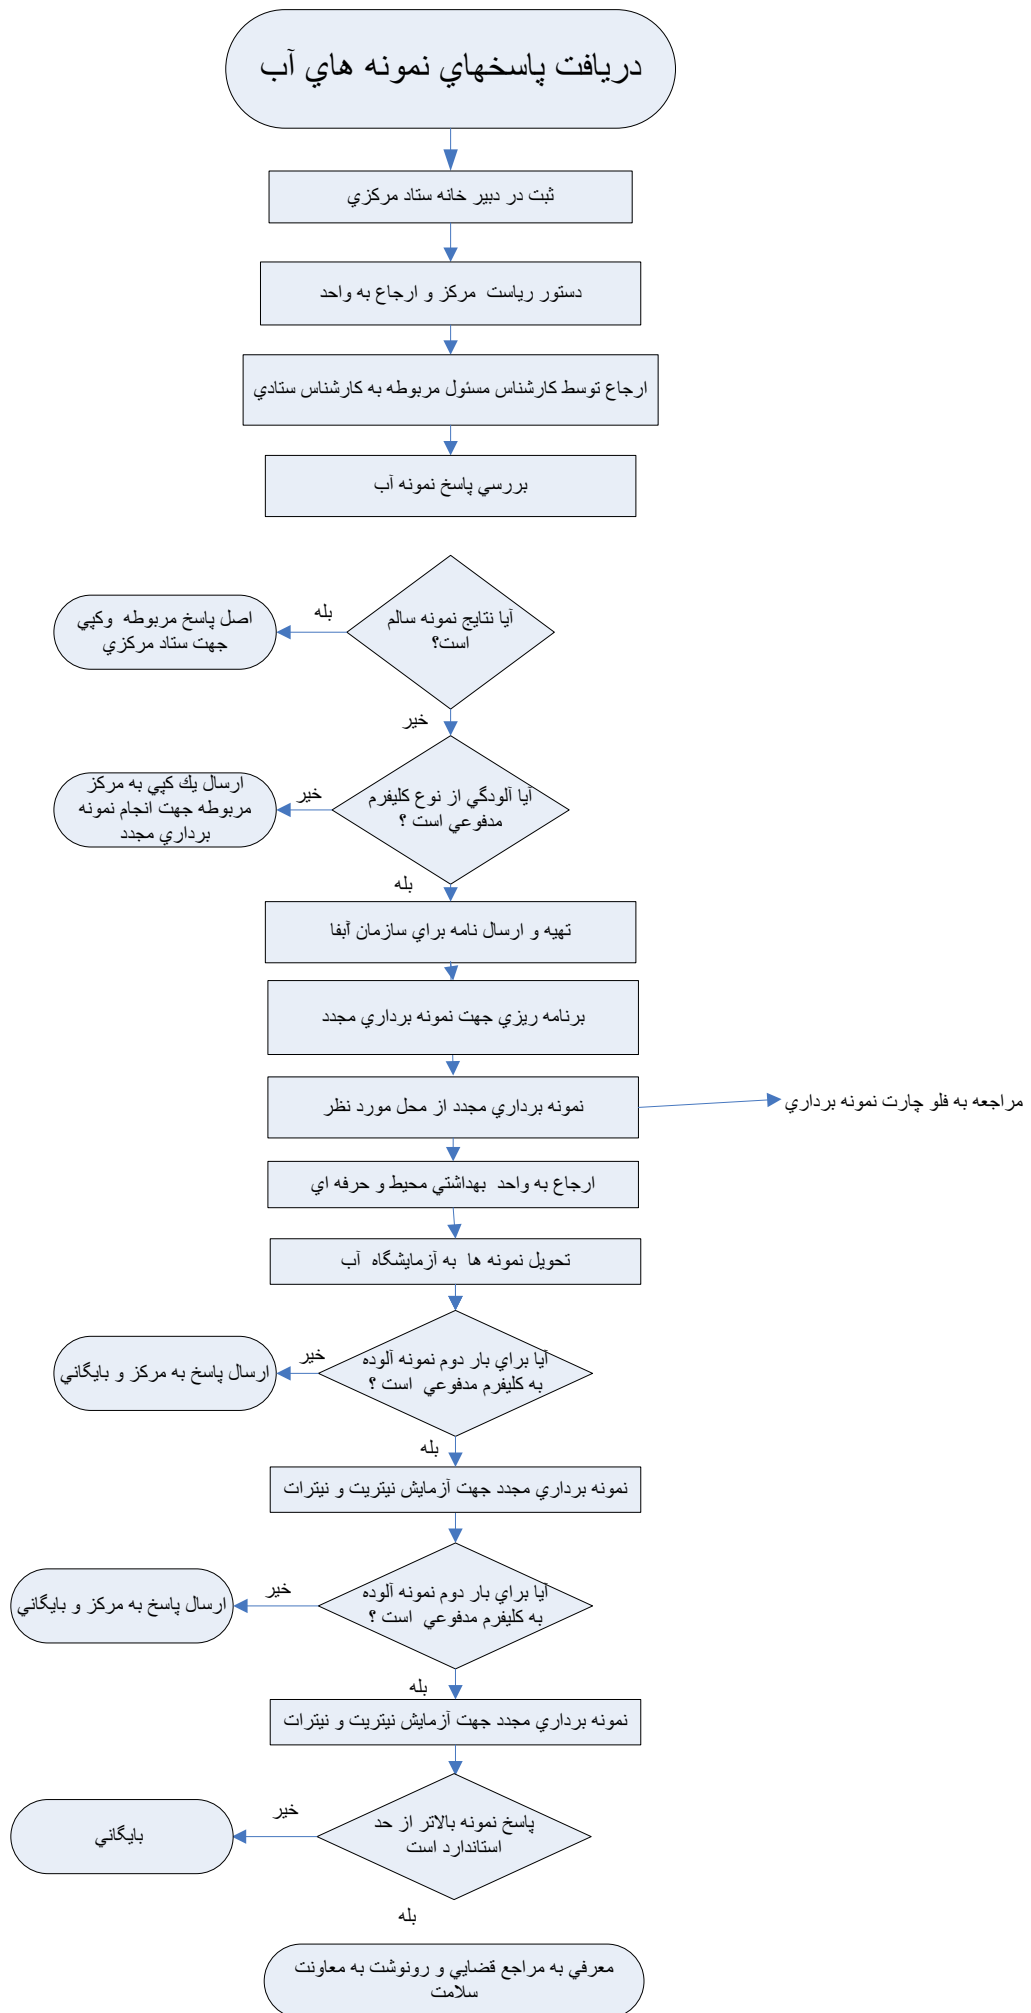 دريافت پاسخهاي نمونه هاي آب
ثبت در دبير خانه ستاد مركزي
دستور رياست مركز و ارجاع به واحد
ارجاع توسط كارشناس مسئول مربوطه به كارشناس ستادي
بررسي پاسخ نمونه آب
آيا نتايج نمونه سالم
است؟
بله
اصل پاسخ مربوطه وكپي
جهت ستاد مركزي
خير
آيا آلودگي از نوع كليفرم
مدفوعي است ؟
خير
ارسال يك كپي به مركز
مربوطه جهت انجام نمونه
برداري مجدد
بله
تهيه و ارسال نامه براي سازمان آبفا
برنامه ريزي جهت نمونه برداري مجدد
نمونه برداري مجدد از محل مورد نظر
مراجعه به فلو چارت نمونه برداري
ارجاع به واحد بهداشتي محيط و حرفه اي
تحويل نمونه ها به آزمايشگاه آب
آيا براي بار دوم نمونه آلوده
به كليفرم مدفوعي است ؟
خير
ارسال پاسخ به مركز و بايگاني
بله
نمونه برداري مجدد جهت آزمايش نيتريت و نيترات
آيا براي بار دوم نمونه آلوده
به كليفرم مدفوعي است ؟
خير
ارسال پاسخ به مركز و بايگاني
بله
نمونه برداري مجدد جهت آزمايش نيتريت و نيترات
پاسخ نمونه بالاتر از حد
استاندارد است
خير
بايگاني
بله
معرفي به مراجع قضايي و رونوشت به معاونت
سلامت